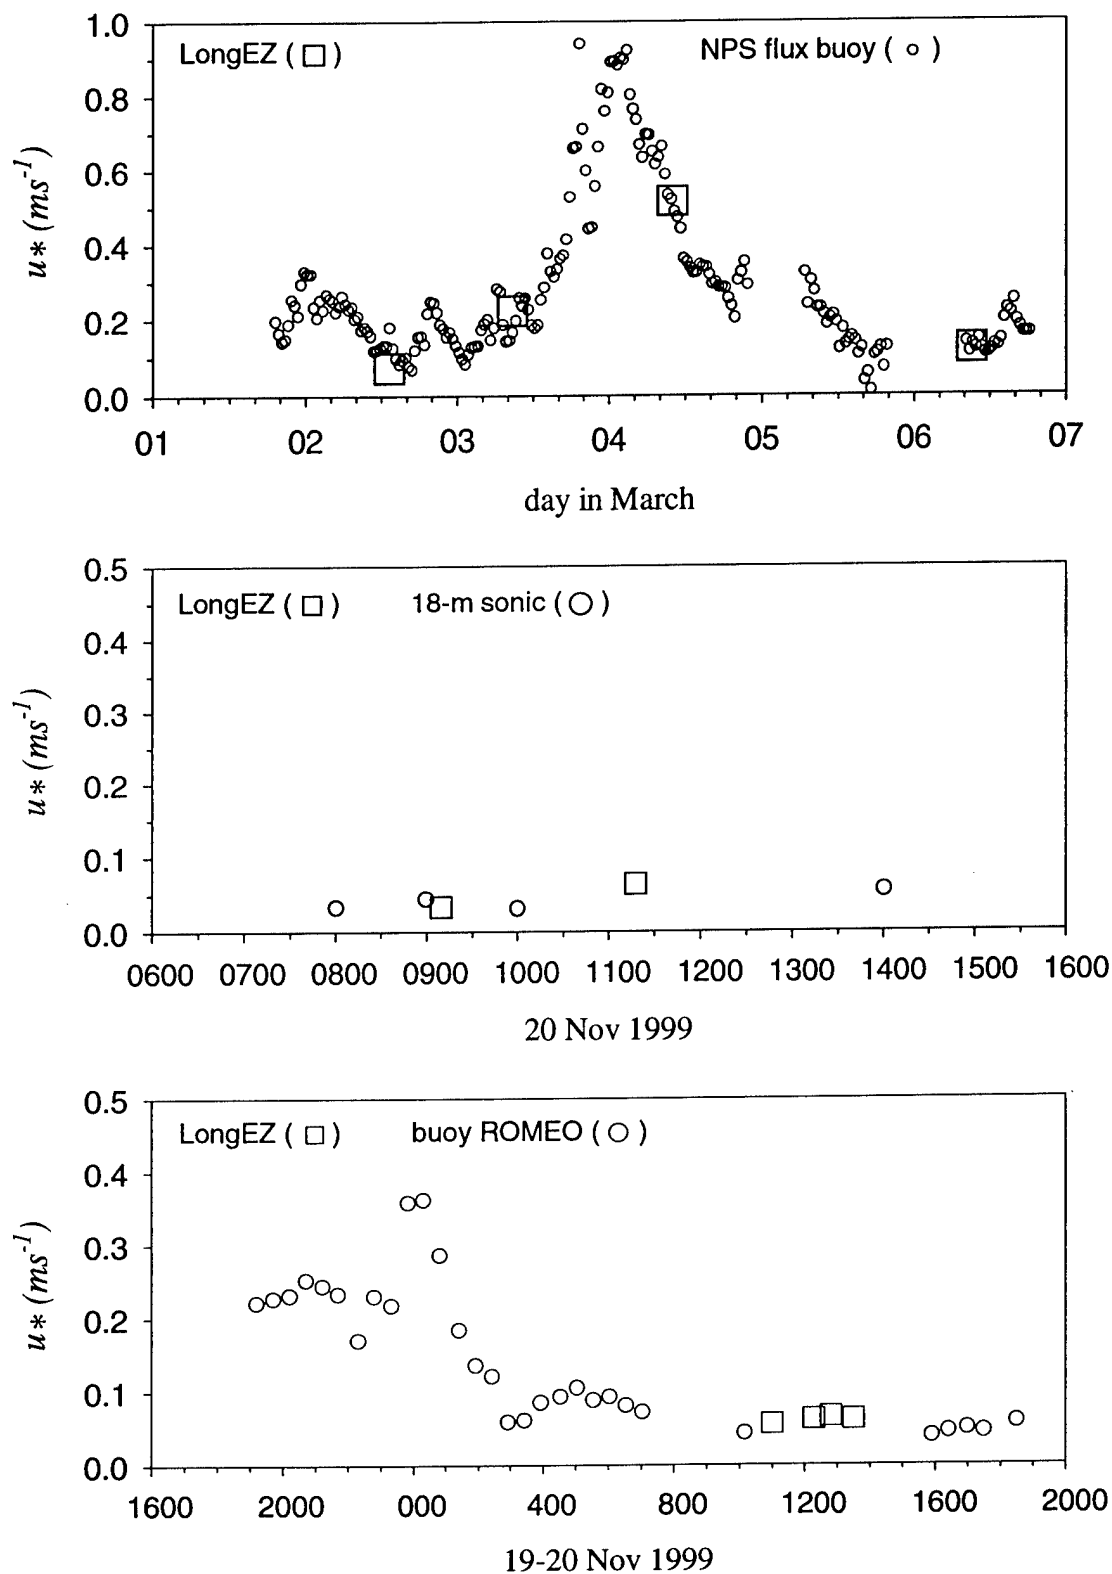 1.0
LongEZ ( □ ) NPS flux buoy ( ○ )
0.8
0.6
0.4
0.2
0.0
u* (ms⁻¹)
01 02 03 04 05 06 07
day in March
0.5
LongEZ ( □ ) 18-m sonic ( ○ )
0.4
0.3
0.2
0.1
0.0
u* (ms⁻¹)
0600 0700 0800 0900 1000 1100 1200 1300 1400 1500 1600
20 Nov 1999
0.5
LongEZ ( □ ) buoy ROMEO ( ○ )
0.4
0.3
0.2
0.1
0.0
u* (ms⁻¹)
1600 2000 000 400 800 1200 1600 2000
19-20 Nov 1999